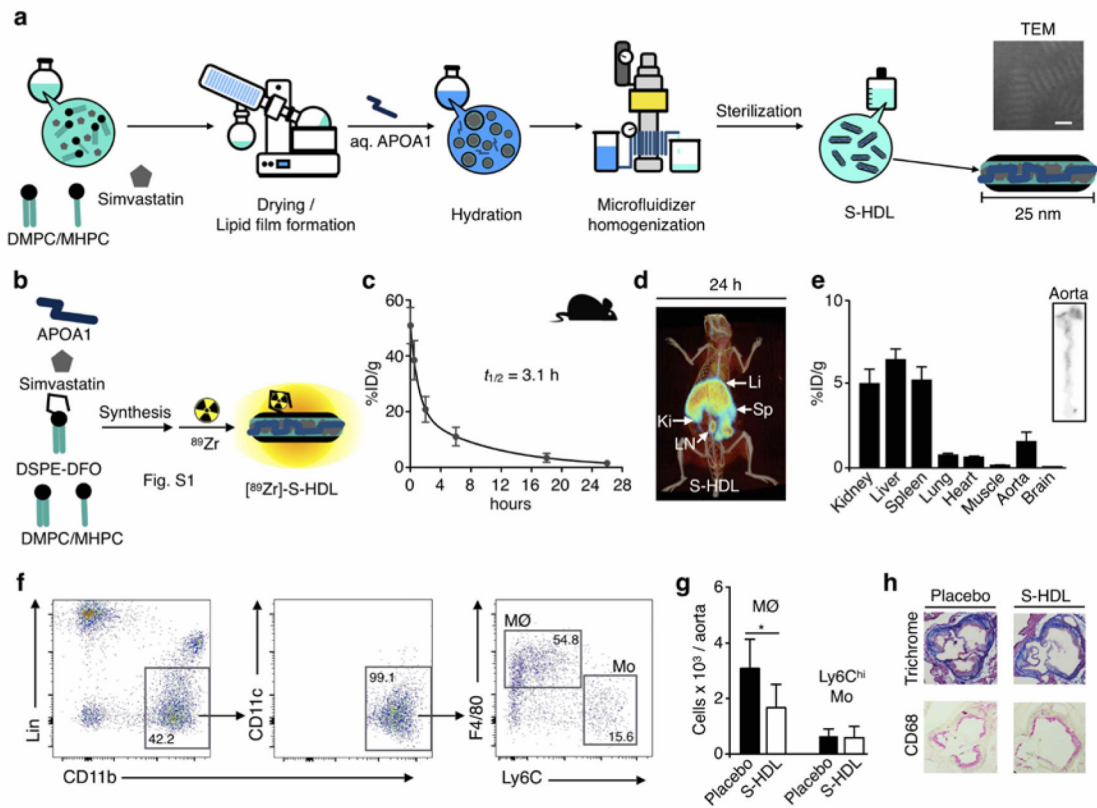 a
TEM
Sterilization
aq. APOA1
Simvastatin
DMPC/MHPC
Drying /
Lipid film formation
Hydration
Microfluidizer
homogenization
S-HDL
25 nm
b
APOA1
Simvastatin
DSPE-DFO
DMPC/MHPC
Synthesis
Fig. S1
⁸⁹Zr
[⁸⁹Zr]-S-HDL
c
%ID/g
60
40
20
0
0 4 8 12 16 20 24 28
hours
t1/2 = 3.1 h
d
24 h
Li
Sp
Ki
LN
S-HDL
e
%ID/g
10
5
0
Kidney
Liver
Spleen
Lung
Heart
Muscle
Aorta
Brain
Aorta
f
Lin
42.2
CD11b
CD11c
99.1
F4/80
MØ
54.8
Mo
15.6
Ly6C
g
Cells x 10³ / aorta
6
4
2
0
MØ
*
Ly6Cʰⁱ
Mo
Placebo
S-HDL
Placebo
S-HDL
h
Placebo S-HDL
Trichrome
CD68